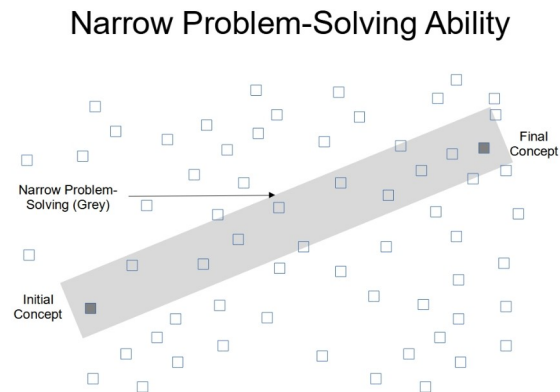 Narrow Problem-Solving Ability
Final
Concept
Narrow Problem-
Solving (Grey)
Initial
Concept